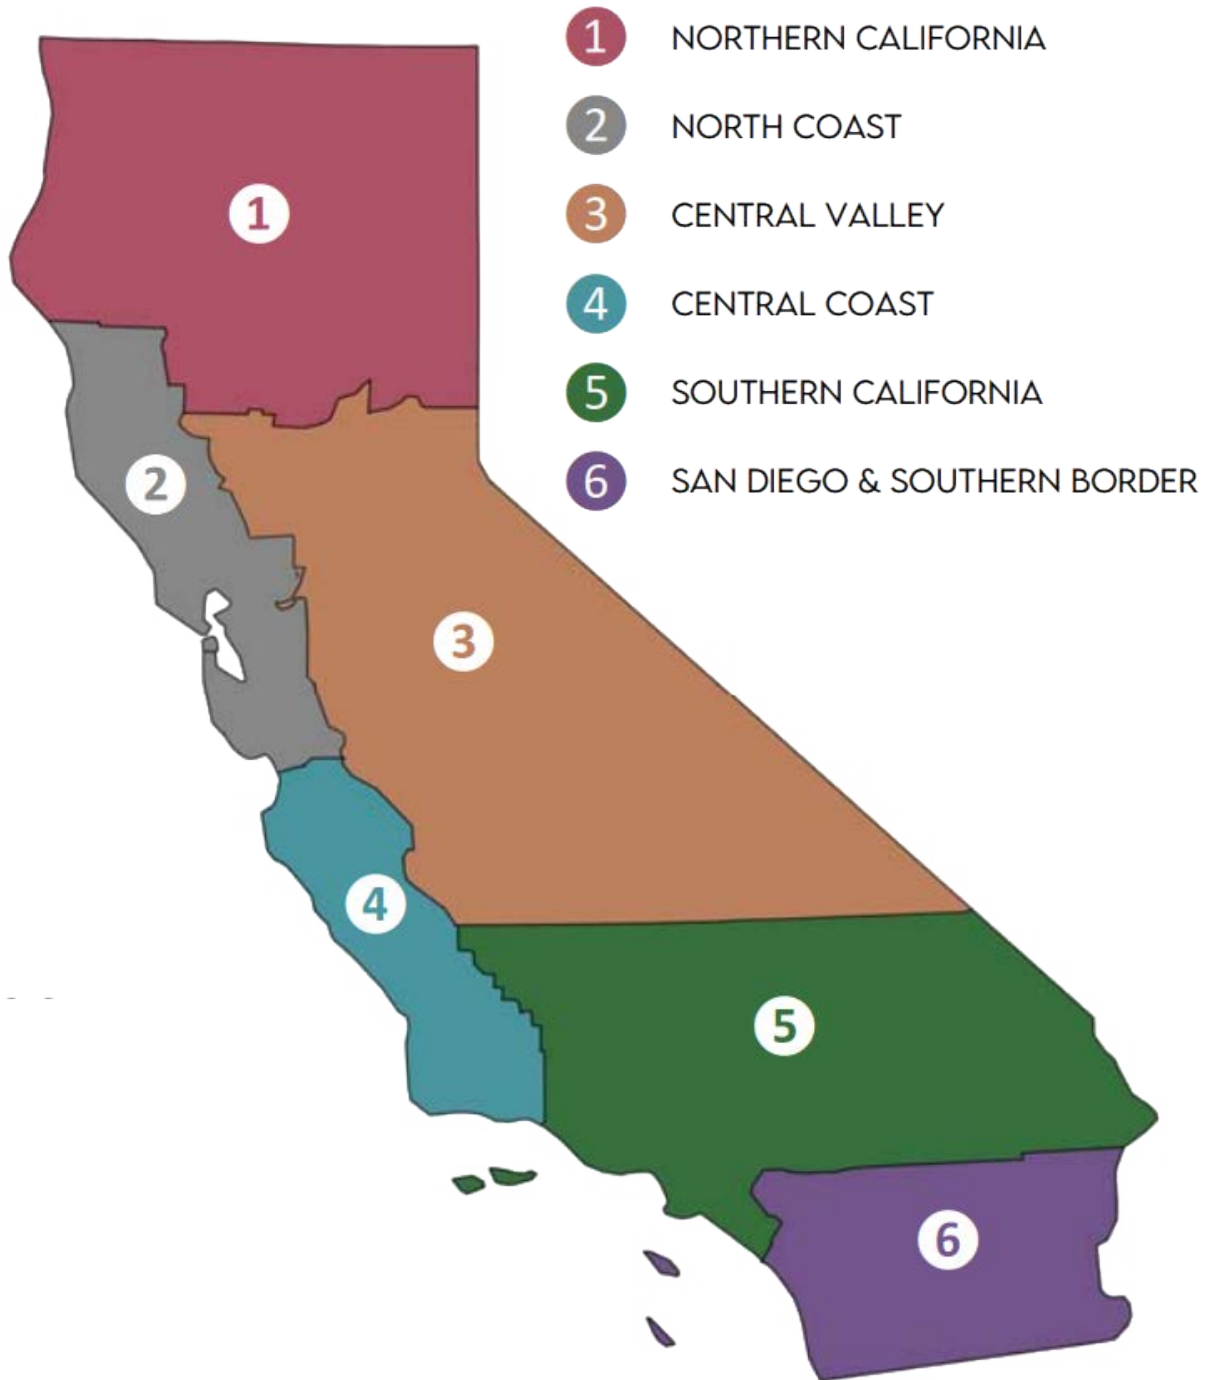 1 NORTHERN CALIFORNIA
2 NORTH COAST
3 CENTRAL VALLEY
4 CENTRAL COAST
5 SOUTHERN CALIFORNIA
6 SAN DIEGO & SOUTHERN BORDER
1
2
3
4
5
6